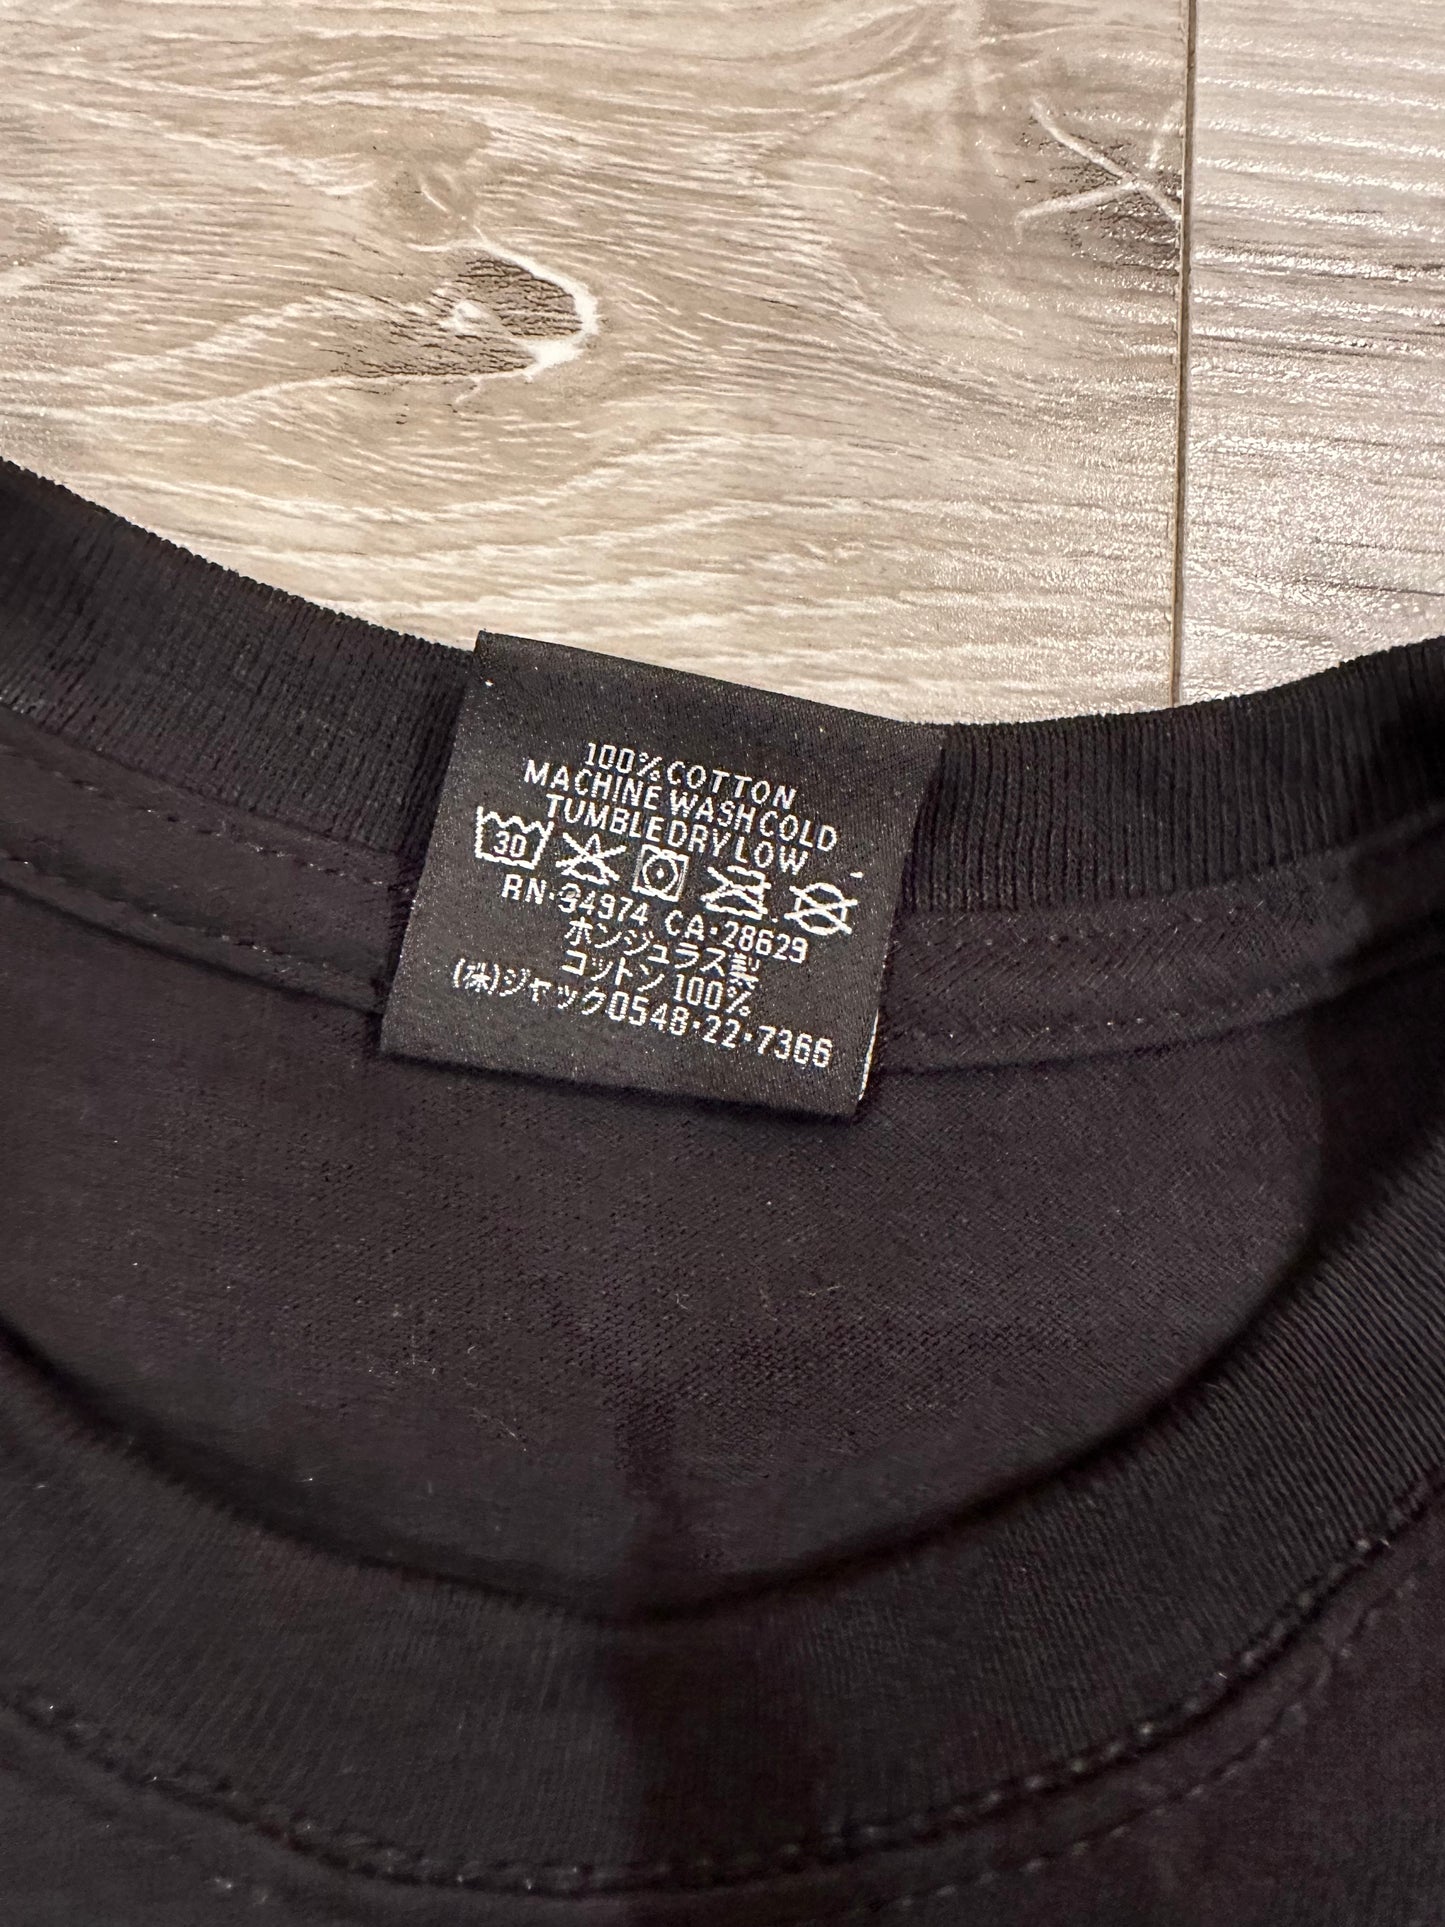 100% COTTON
MACHINE WASH COLD
TUMBLE DRY LOW
30
RN·94974 CA·28629
ホンジュラス製
コットン100%
(株)ジャック0548·22·7366